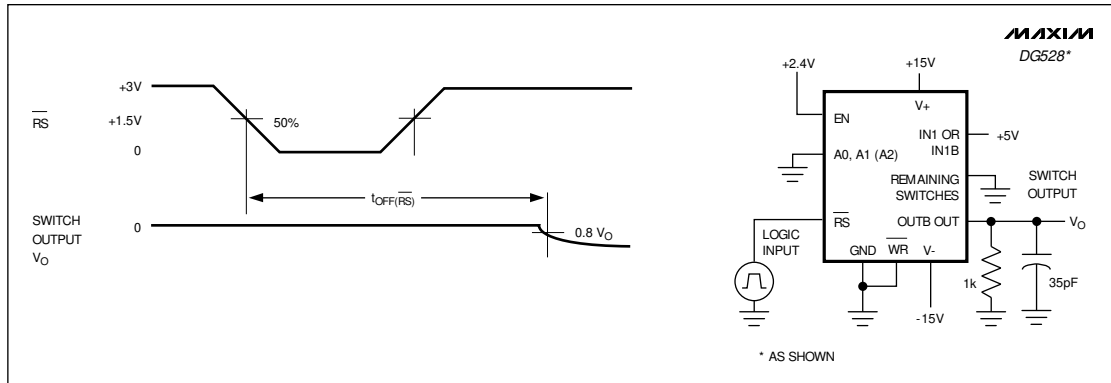 MAXIM
DG528*
+3V
RS
+1.5V
0
50%
tOFF(RS)
SWITCH
OUTPUT
VO
0
0.8 VO
+2.4V
+15V
V+
EN
IN1 OR
IN1B
+5V
A0, A1 (A2)
REMAINING
SWITCHES
SWITCH
OUTPUT
OUTB OUT
VO
RS
LOGIC
INPUT
GND
WR
V-
1k
35pF
-15V
* AS SHOWN